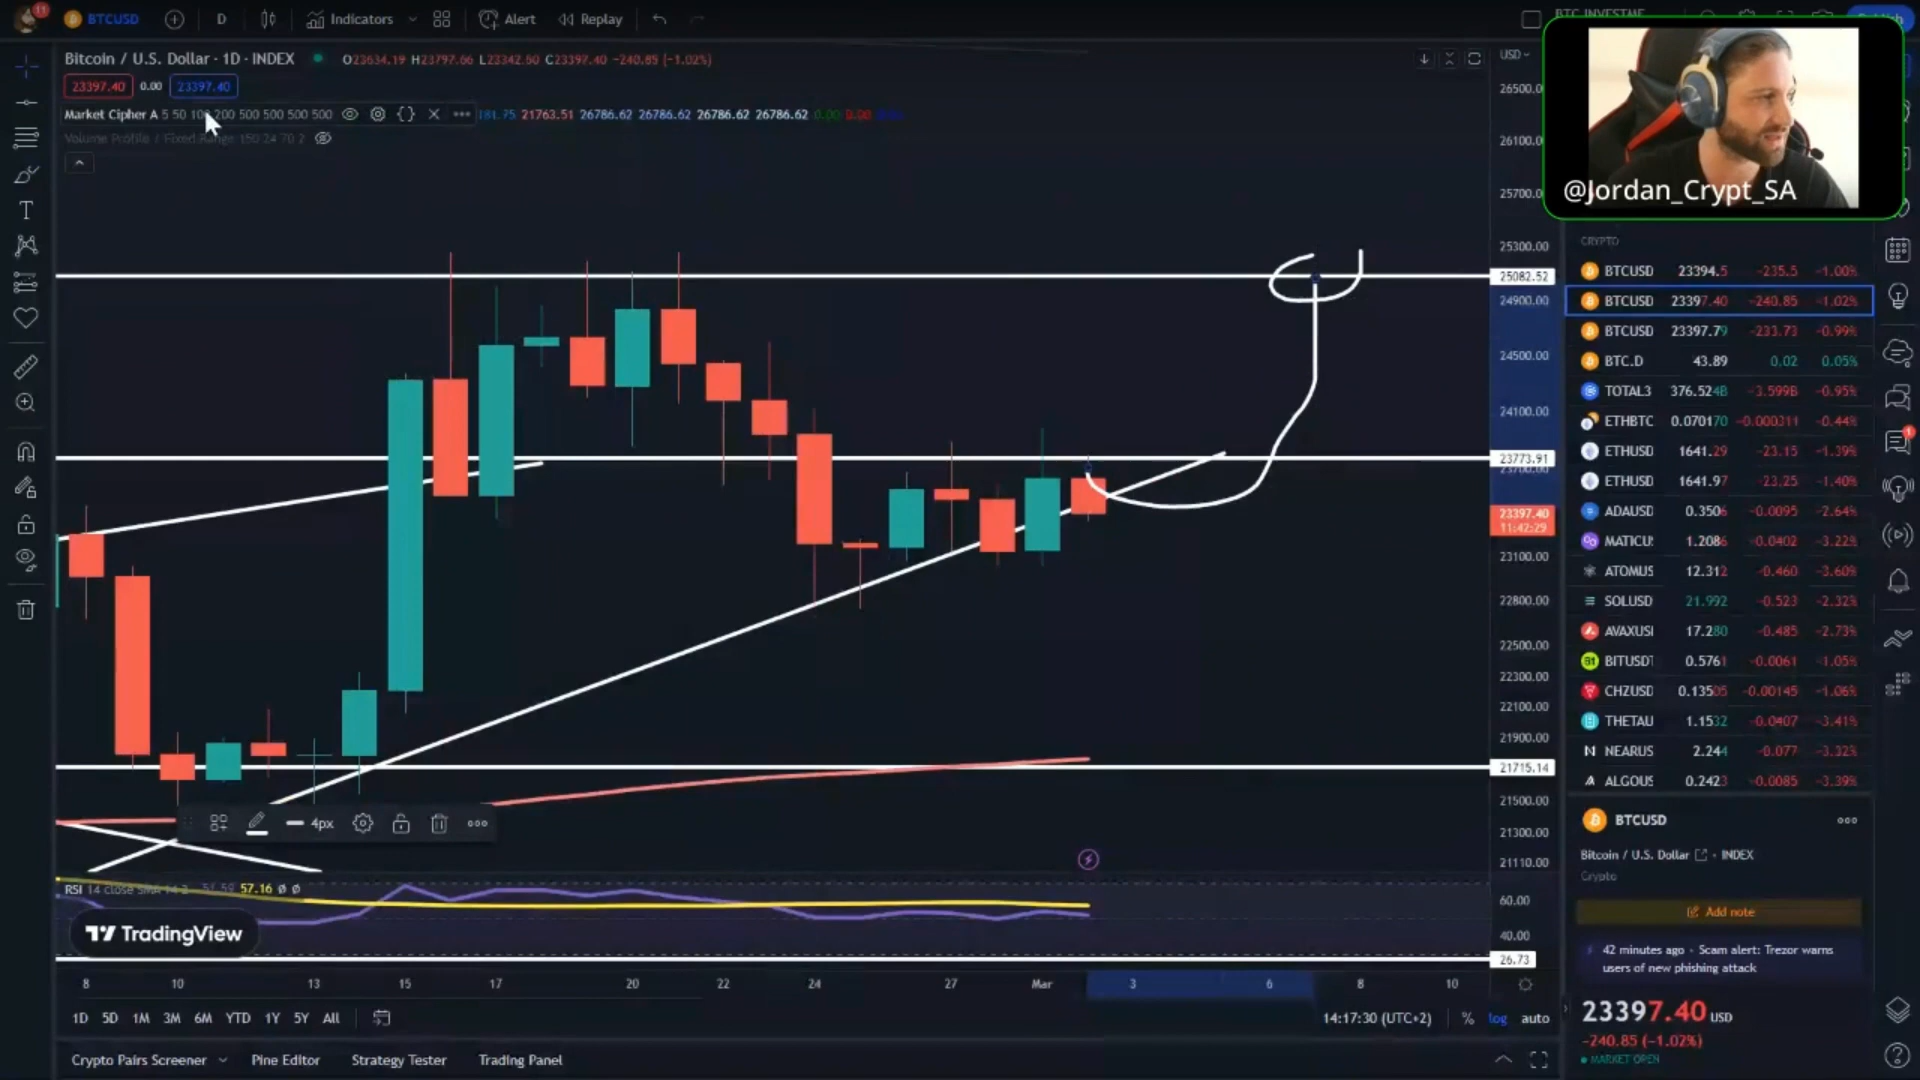 11
BTCUSD
D
Indicators
Alert
Replay
BTC INVESTME
Bitcoin / U.S. Dollar · 1D · INDEX
O23634.19 H23797.66 L23342.60 C23397.40 −240.85 (−1.02%)
USD
23397.40 0.00 23397.40
Market Cipher A 5 50 100 200 500 500 500 500 181.75 21763.51 26786.62 26786.62 26786.62 26786.62 0.00 0.00
Volume Profile / Fixed Range 150 24 70 2
@Jordan_Crypt_SA
26500.0
26100.0
25700.0
25300.00
25082.52
24900.00
24500.00
24100.00
23773.91
23700.00
23397.40
11:42:29
23100.00
22800.00
22500.00
22300.00
22100.00
21900.00
21715.14
21500.00
21300.00
21110.00
60.00
40.00
26.73
4px
RSI 14 close SMA 14 2 51.59 57.16 ø ø
TradingView
8 10 13 15 17 20 22 24 27 Mar 3 6 8 10
1D 5D 1M 3M 6M YTD 1Y 5Y All
14:17:30 (UTC+2) % log auto
Crypto Pairs Screener Pine Editor Strategy Tester Trading Panel
CRYPTO
BTCUSD 23394.5 −235.5 −1.00%
BTCUSD 23397.40 −240.85 −1.02%
BTCUSD 23397.79 −233.73 −0.99%
BTC.D 43.89 0.02 0.05%
TOTAL3 376.524B −3.599B −0.95%
ETHBTC 0.070170 −0.000311 −0.44%
ETHUSD 1641.29 −23.15 −1.39%
ETHUSD 1641.97 −23.25 −1.40%
ADAUSD 0.3506 −0.0095 −2.64%
MATICU 1.2086 −0.0402 −3.22%
ATOMUS 12.312 −0.460 −3.60%
SOLUSD 21.992 −0.523 −2.32%
AVAXUSI 17.280 −0.485 −2.73%
BITUSDT 0.5761 −0.0061 −1.05%
CHZUSD 0.13505 −0.00145 −1.06%
THETAU 1.1532 −0.0407 −3.41%
NEARUS 2.244 −0.077 −3.32%
ALGOUS 0.2423 −0.0085 −3.39%
BTCUSD
Bitcoin / U.S. Dollar · INDEX
Crypto
Add note
42 minutes ago · Scam alert: Trezor warns
users of new phishing attack
23397.40 USD
−240.85 (−1.02%)
MARKET OPEN
1